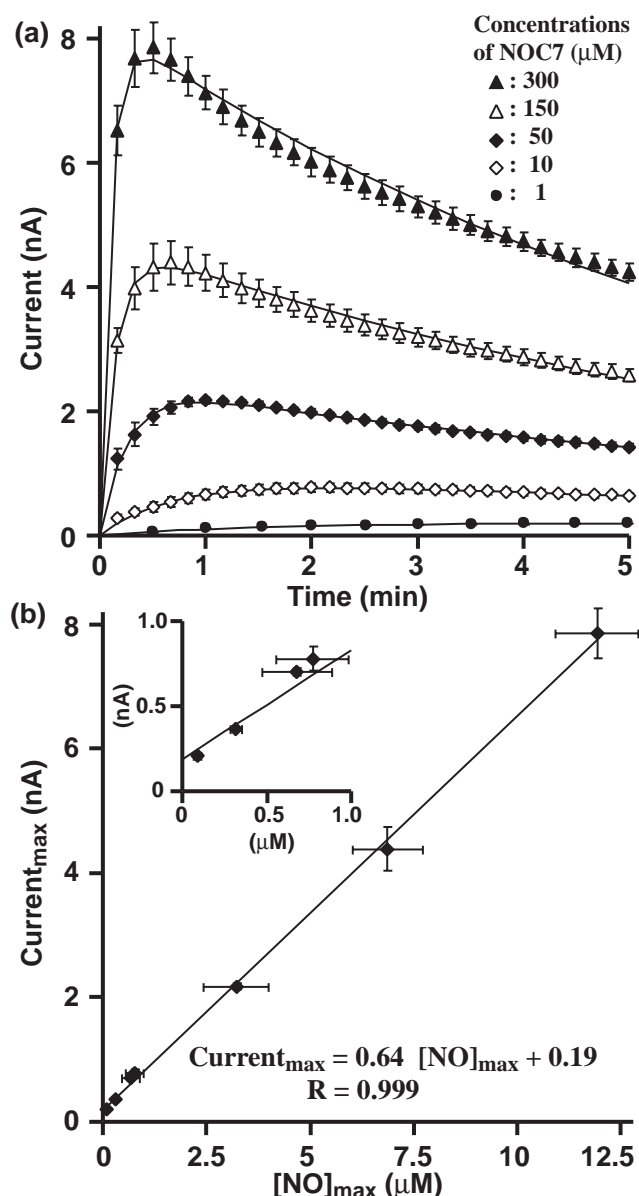 (a)
Concentrations
of NOC7 (μM)
▲ : 300
△ : 150
◆ : 50
◇ : 10
● : 1
8
6
4
2
0
Current (nA)
0 1 2 3 4 5
Time (min)
(b)
1.0
0.5
0
(nA)
0 0.5 1.0
(μM)
8
6
4
2
0
Current_max (nA)
Current_max = 0.64 [NO]_max + 0.19
R = 0.999
0 2.5 5 7.5 10 12.5
[NO]_max (μM)